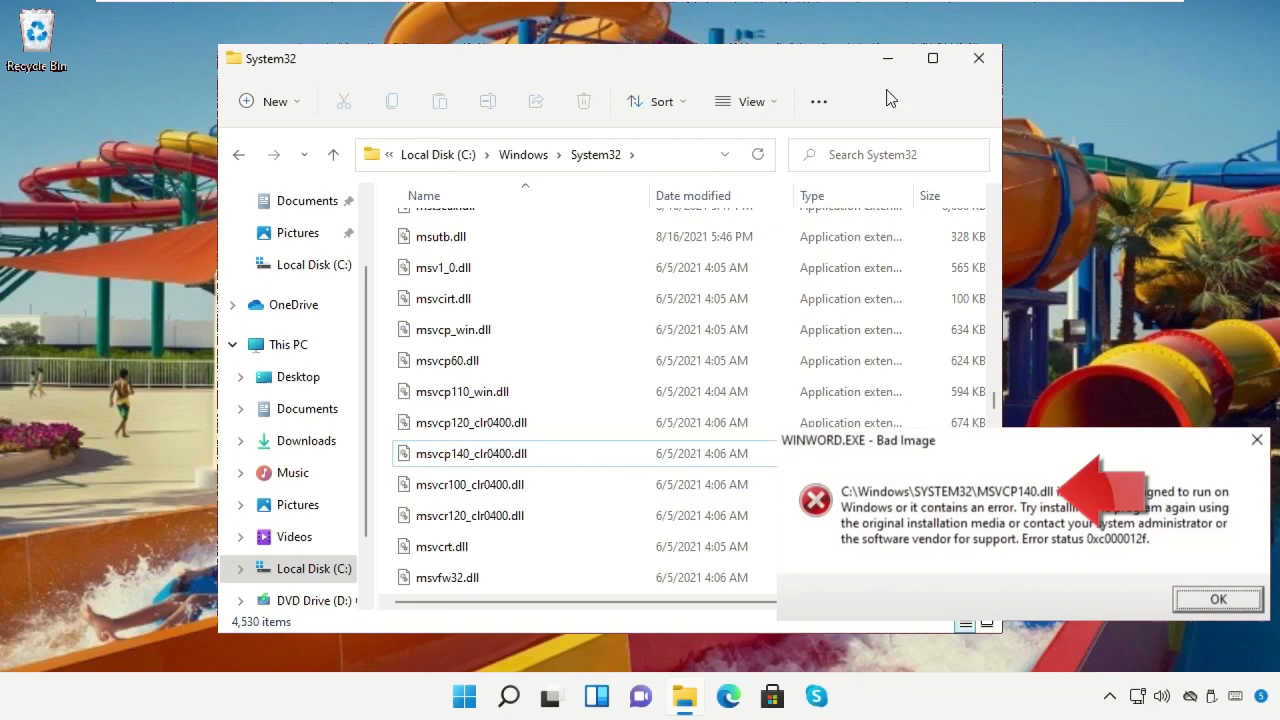 Recycle Bin
System32
New
Sort
View
Local Disk (C:) Windows System32
Search System32
Name Date modified Type Size
Documents
Pictures
Local Disk (C:)
OneDrive
This PC
Desktop
Documents
Downloads
Music
Pictures
Videos
Local Disk (C:)
DVD Drive (D:)
msutb.dll 8/16/2021 5:46 PM Application exten... 328 KB
msv1_0.dll 6/5/2021 4:05 AM Application exten... 565 KB
msvcirt.dll 6/5/2021 4:05 AM Application exten... 100 KB
msvcp_win.dll 6/5/2021 4:05 AM Application exten... 634 KB
msvcp60.dll 6/5/2021 4:05 AM Application exten... 624 KB
msvcp110_win.dll 6/5/2021 4:04 AM Application exten... 594 KB
msvcp120_clr0400.dll 6/5/2021 4:06 AM Application exten... 674 KB
msvcp140_clr0400.dll 6/5/2021 4:06 AM
msvcr100_clr0400.dll 6/5/2021 4:06 AM
msvcr120_clr0400.dll 6/5/2021 4:06 AM
msvcrt.dll 6/5/2021 4:05 AM
msvfw32.dll 6/5/2021 4:06 AM
4,530 items
WINWORD.EXE - Bad Image
C:\Windows\SYSTEM32\MSVCP140.dll to run on
Windows or it contains an error. Try again using
the original installation media or contact your administrator or
the software vendor for support. Error status 0xc000012f.
OK
5